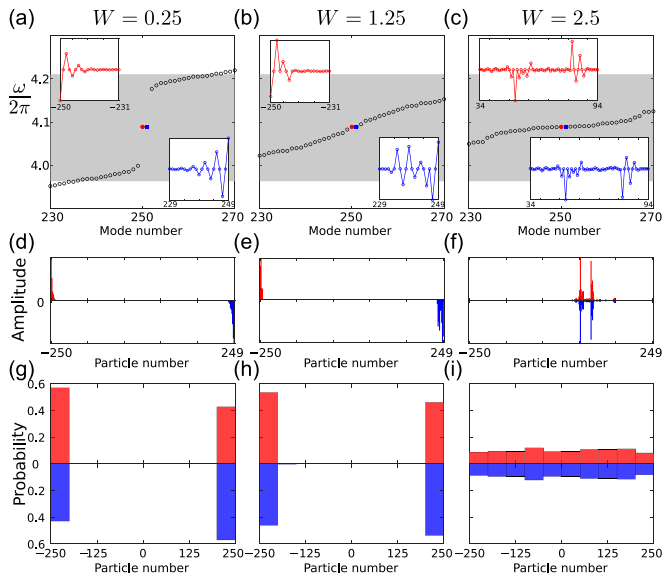 (a) W = 0.25 (b) W = 1.25 (c) W = 2.5
4.2
ω/2π
4.1
4.0
−250 −231
−250 −231
34 94
229 249
229 249
34 94
230 250 270
230 250 270
230 250 270
Mode number Mode number Mode number
(d) (e) (f)
Amplitude
0
−250 249 −250 249 −250 249
Particle number Particle number Particle number
(g) (h) (i)
Probability
0.6
0.4
0.2
0
0.2
0.4
0.6
−250 −125 0 125 250
−250 −125 0 125 250
−250 −125 0 125 250
Particle number Particle number Particle number